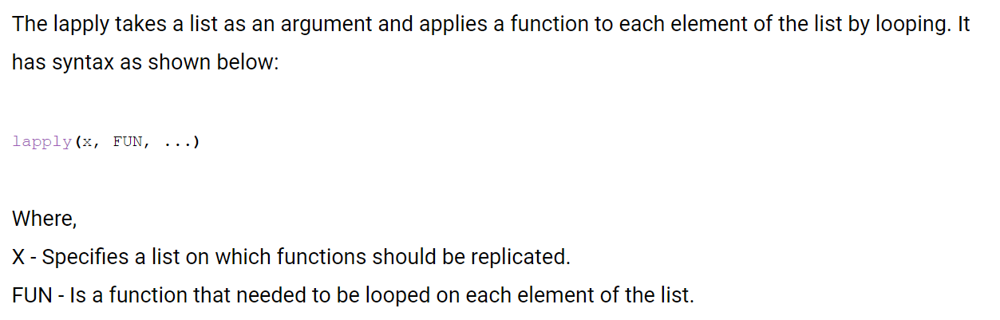 The lapply takes a list as an argument and applies a function to each element of the list by looping. It
has syntax as shown below:
lapply(x, FUN, ...)
Where,
X - Specifies a list on which functions should be replicated.
FUN - Is a function that needed to be looped on each element of the list.